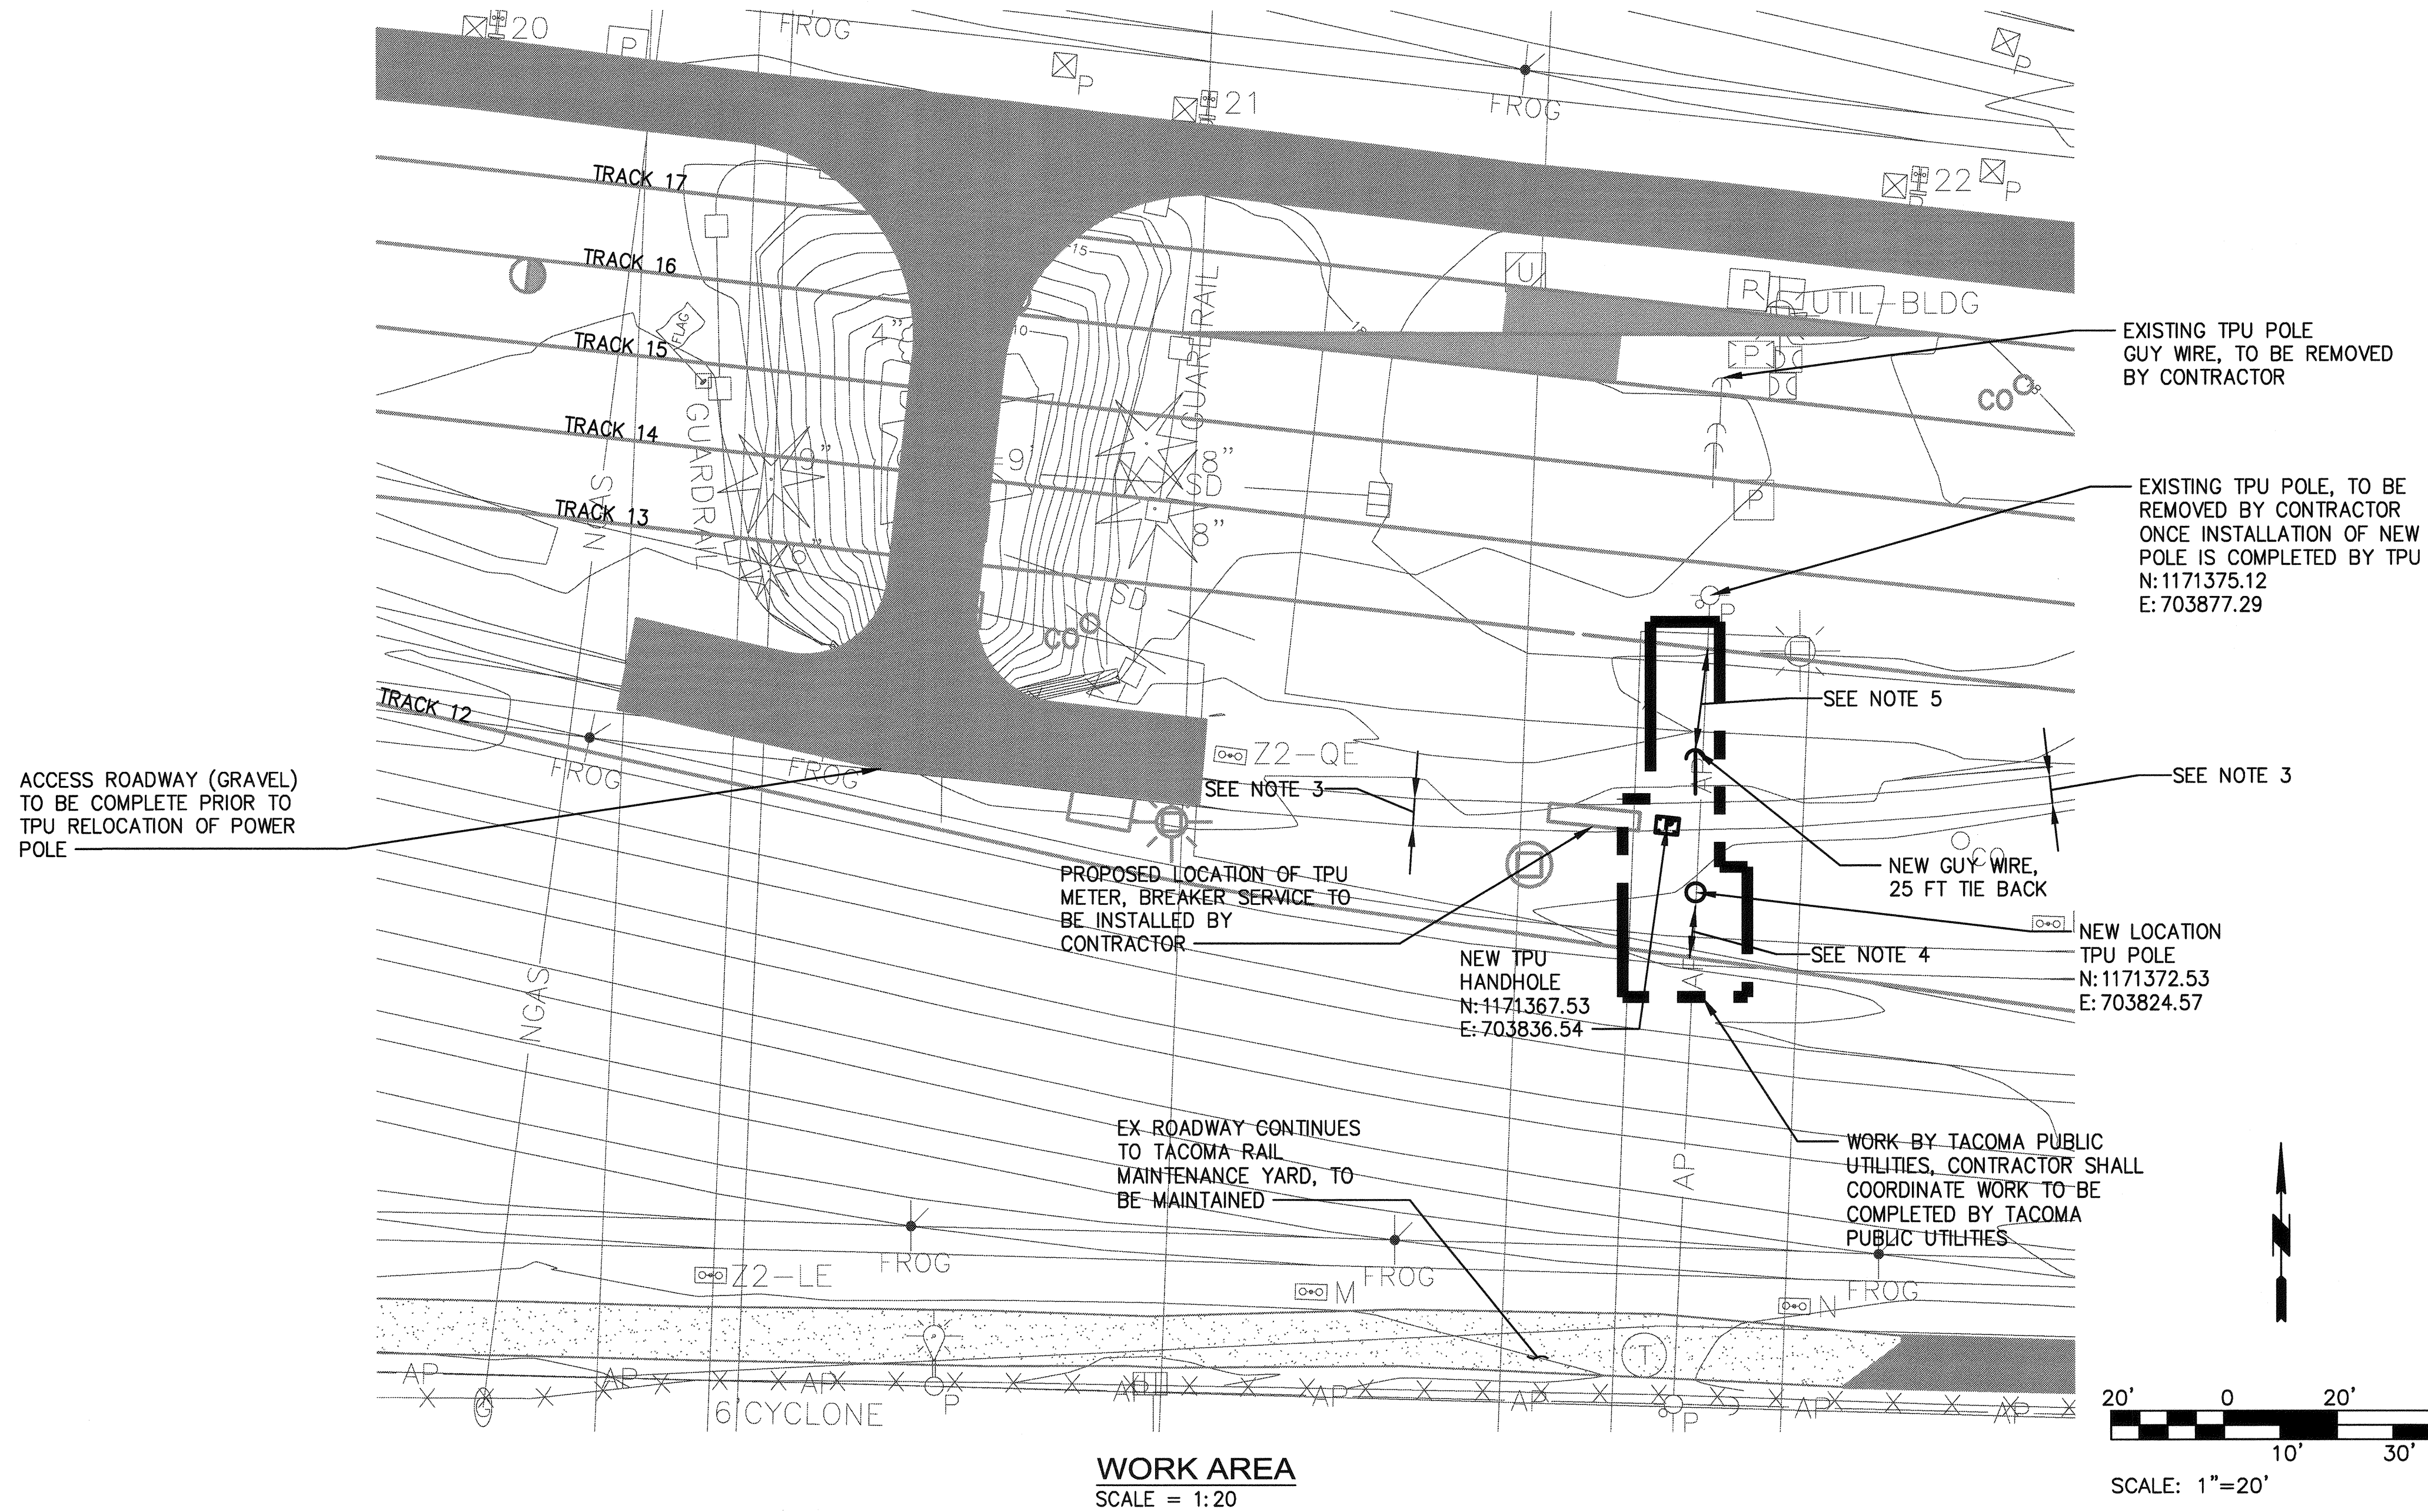 20
P
FROG
P
21
FROG
P
22
P
TRACK 17
TRACK 16
TRACK 15
TRACK 14
TRACK 13
TRACK 12
FLAG
4"
15
10
U
P
UTIL-BLDG
P
P
CO
GUARDRAIL
GUARDRAIL
NGAS
9"
=9'
8"
SD
8"
6"
SD
CO
P
EXISTING TPU POLE
GUY WIRE, TO BE REMOVED
BY CONTRACTOR
EXISTING TPU POLE, TO BE
REMOVED BY CONTRACTOR
ONCE INSTALLATION OF NEW
POLE IS COMPLETED BY TPU
N:1171375.12
E:703877.29
SEE NOTE 5
SEE NOTE 3
SEE NOTE 3
Z2-QE
FROG
FROG
ACCESS ROADWAY (GRAVEL)
TO BE COMPLETE PRIOR TO
TPU RELOCATION OF POWER
POLE
PROPOSED LOCATION OF TPU
METER, BREAKER SERVICE TO
BE INSTALLED BY
CONTRACTOR
CO
NEW GUY WIRE,
25 FT TIE BACK
NEW LOCATION
TPU POLE
N:1171372.53
E:703824.57
SEE NOTE 4
NEW TPU
HANDHOLE
N:1171367.53
E:703836.54
NGAS
AP
EX ROADWAY CONTINUES
TO TACOMA RAIL
MAINTENANCE YARD, TO
BE MAINTAINED
WORK BY TACOMA PUBLIC
UTILITIES, CONTRACTOR SHALL
COORDINATE WORK TO BE
COMPLETED BY TACOMA
PUBLIC UTILITIES
N
FROG
FROG
FROG
Z2-LE
M
N
T
AP
AP
AP
AP
AP
AP
AP
AP
G
6'CYCLONE
P
P
20' 0 20'
10' 30'
SCALE: 1"=20'
WORK AREA
SCALE = 1:20